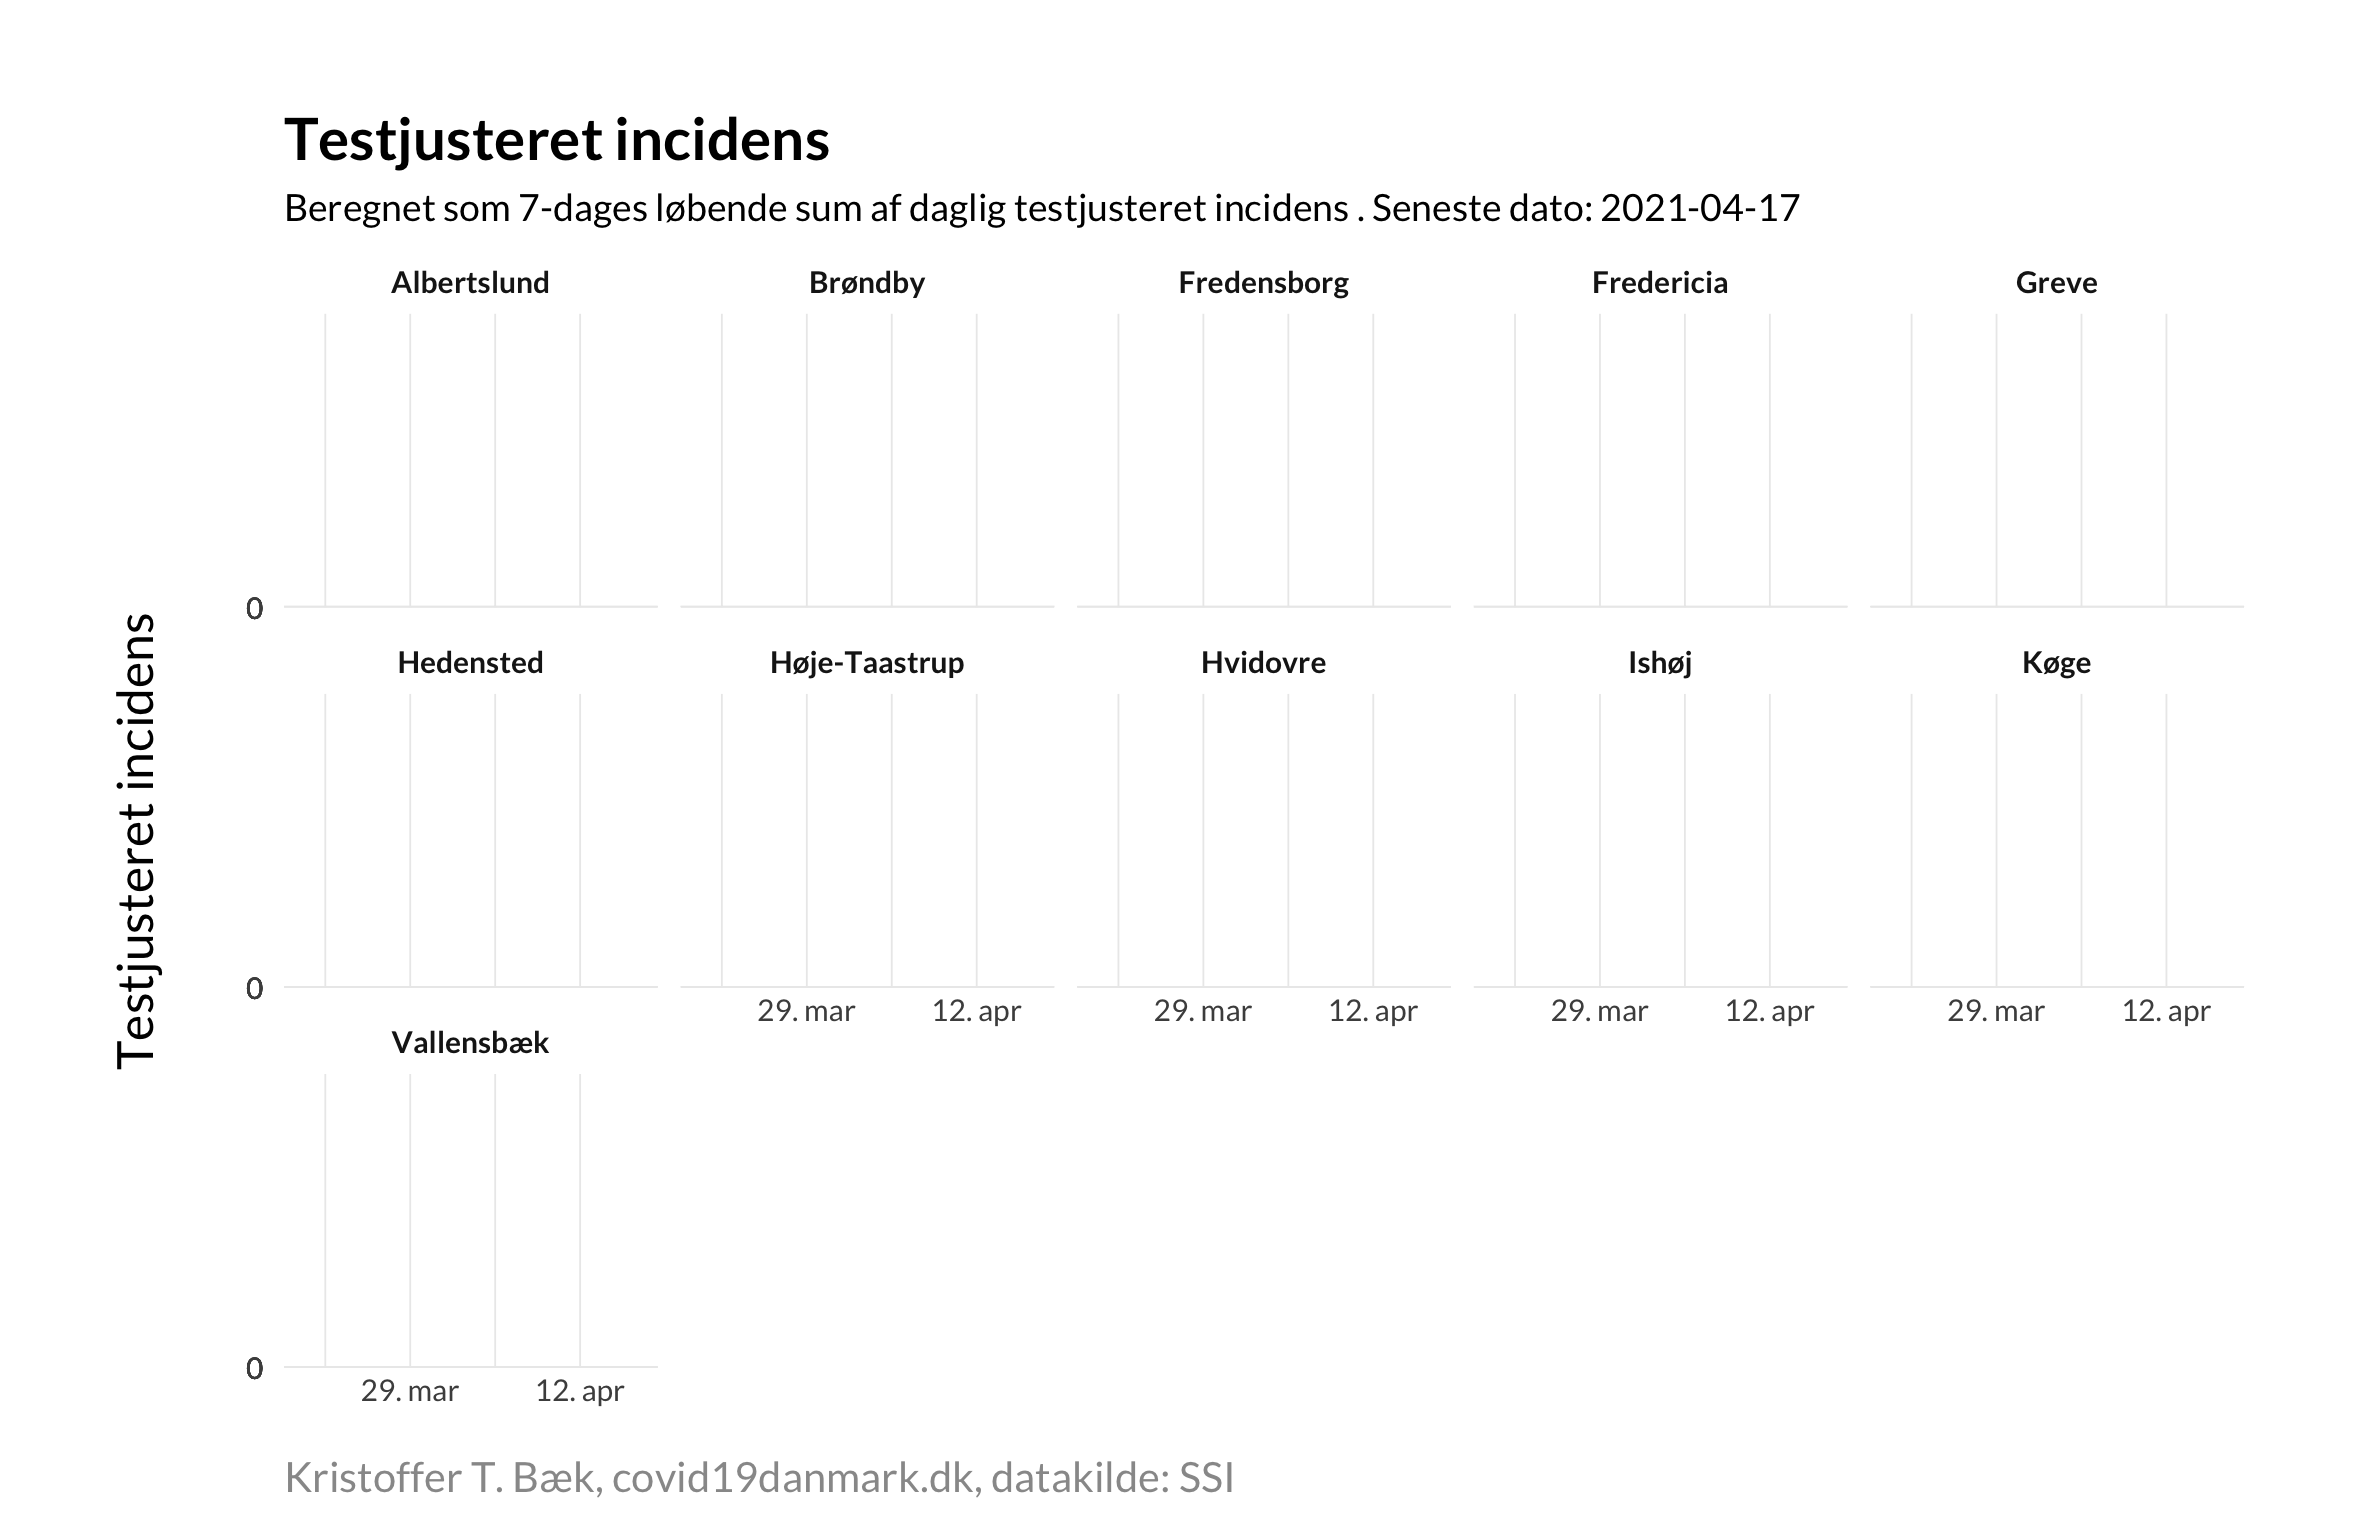 Testjusteret incidens
Beregnet som 7-dages løbende sum af daglig testjusteret incidens . Seneste dato: 2021-04-17
Testjusteret incidens
Albertslund Brøndby Fredensborg Fredericia Greve
0
Hedensted Høje-Taastrup Hvidovre Ishøj Køge
0
29. mar 12. apr 29. mar 12. apr 29. mar 12. apr 29. mar 12. apr
Vallensbæk
0
29. mar 12. apr
Kristoffer T. Bæk, covid19danmark.dk, datakilde: SSI